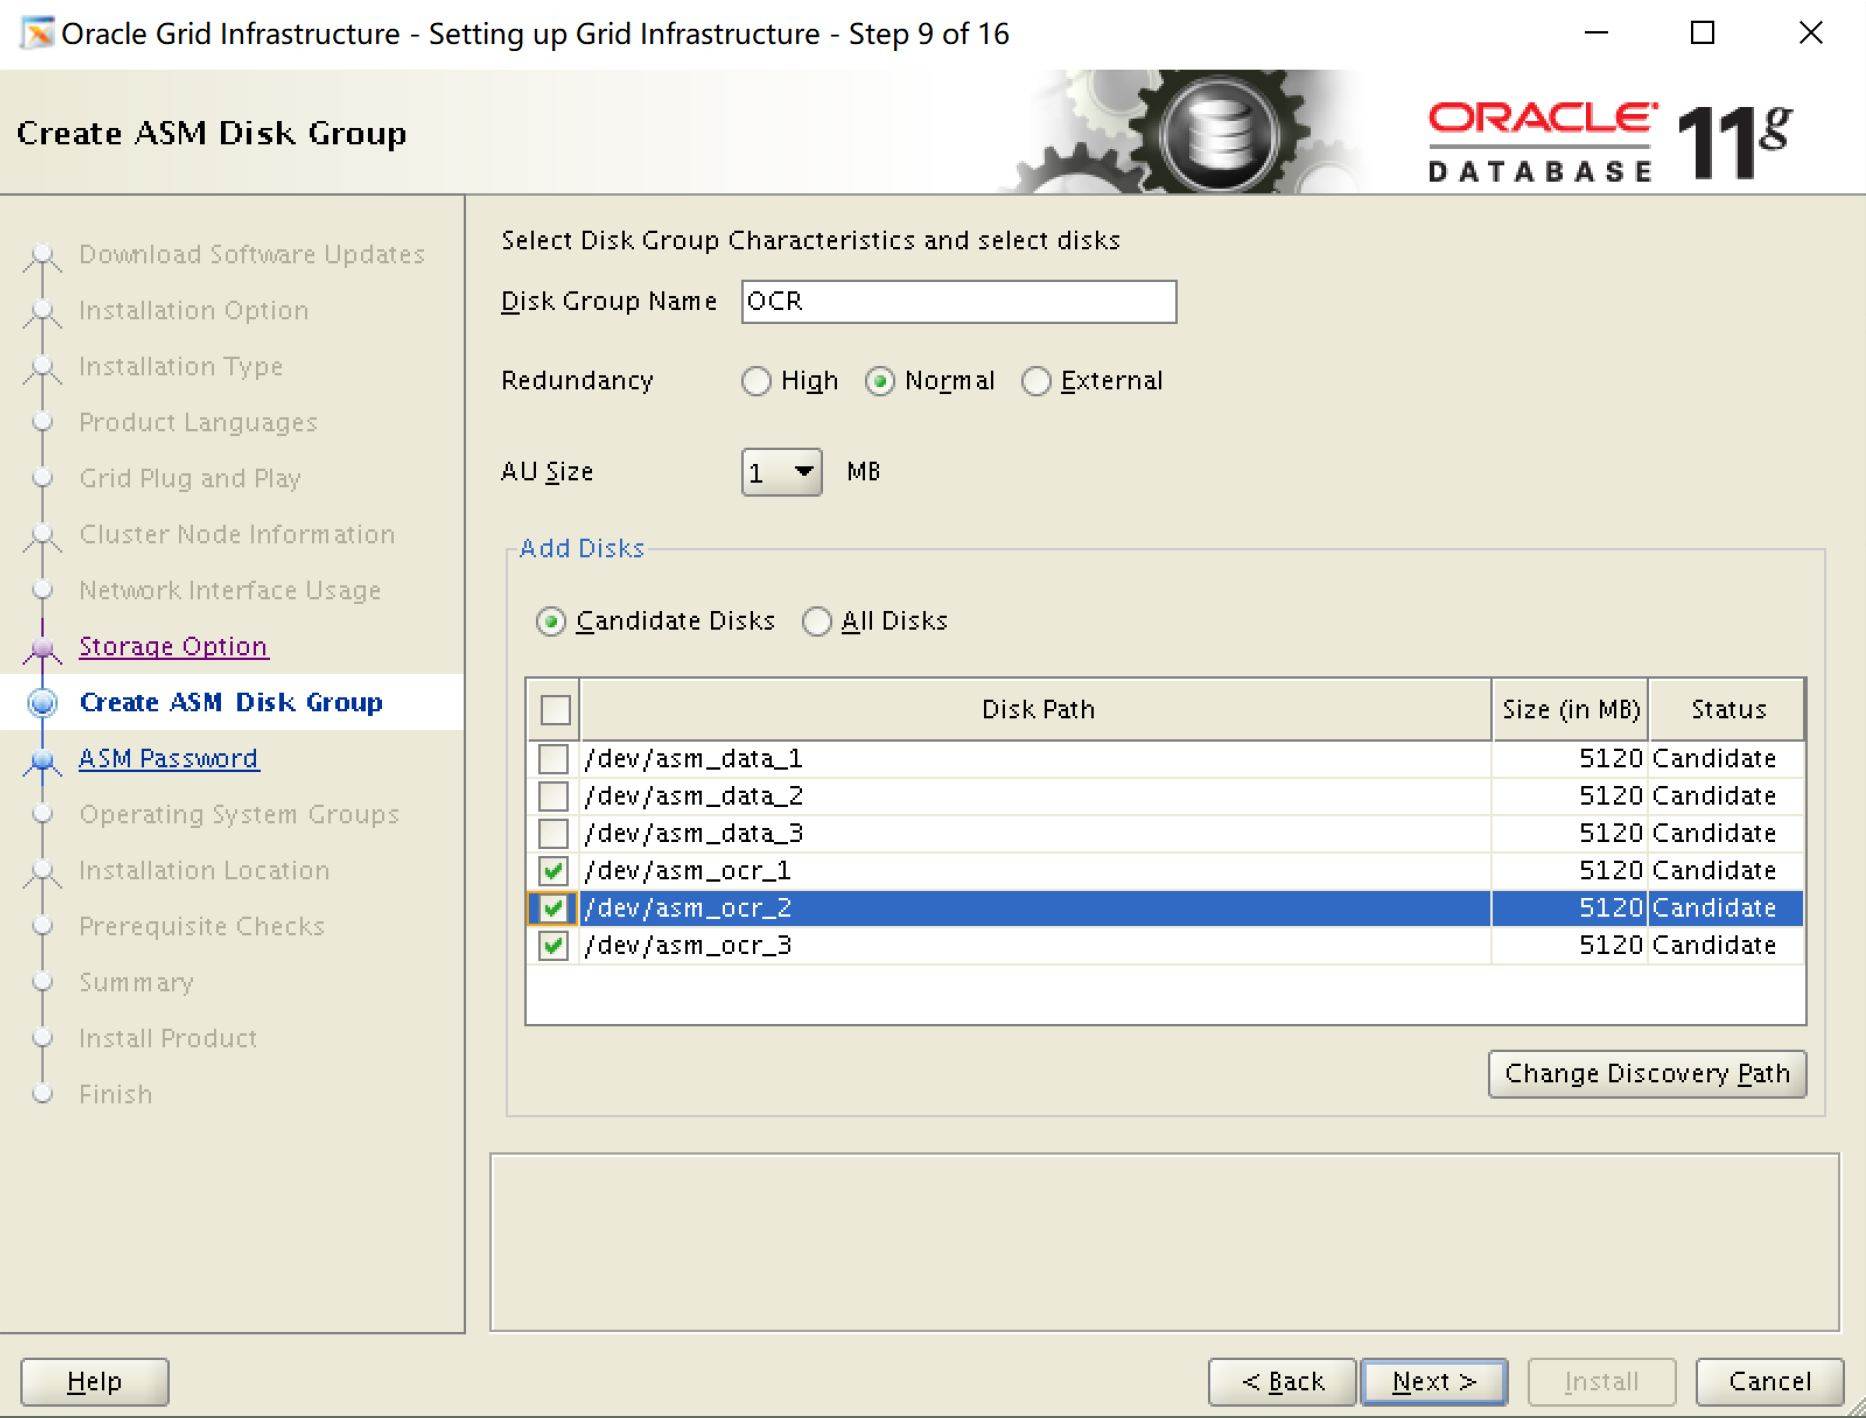 Oracle Grid Infrastructure - Setting up Grid Infrastructure - Step 9 of 16
Create ASM Disk Group
ORACLE
DATABASE
11g
Download Software Updates
Installation Option
Installation Type
Product Languages
Grid Plug and Play
Cluster Node Information
Network Interface Usage
Storage Option
Create ASM Disk Group
ASM Password
Operating System Groups
Installation Location
Prerequisite Checks
Summary
Install Product
Finish
Select Disk Group Characteristics and select disks
Disk Group Name OCR
Redundancy High Normal External
AU Size 1 MB
Add Disks
Candidate Disks All Disks
Disk Path Size (in MB) Status
/dev/asm_data_1 5120 Candidate
/dev/asm_data_2 5120 Candidate
/dev/asm_data_3 5120 Candidate
/dev/asm_ocr_1 5120 Candidate
/dev/asm_ocr_2 5120 Candidate
/dev/asm_ocr_3 5120 Candidate
Change Discovery Path
Help < Back Next > Install Cancel